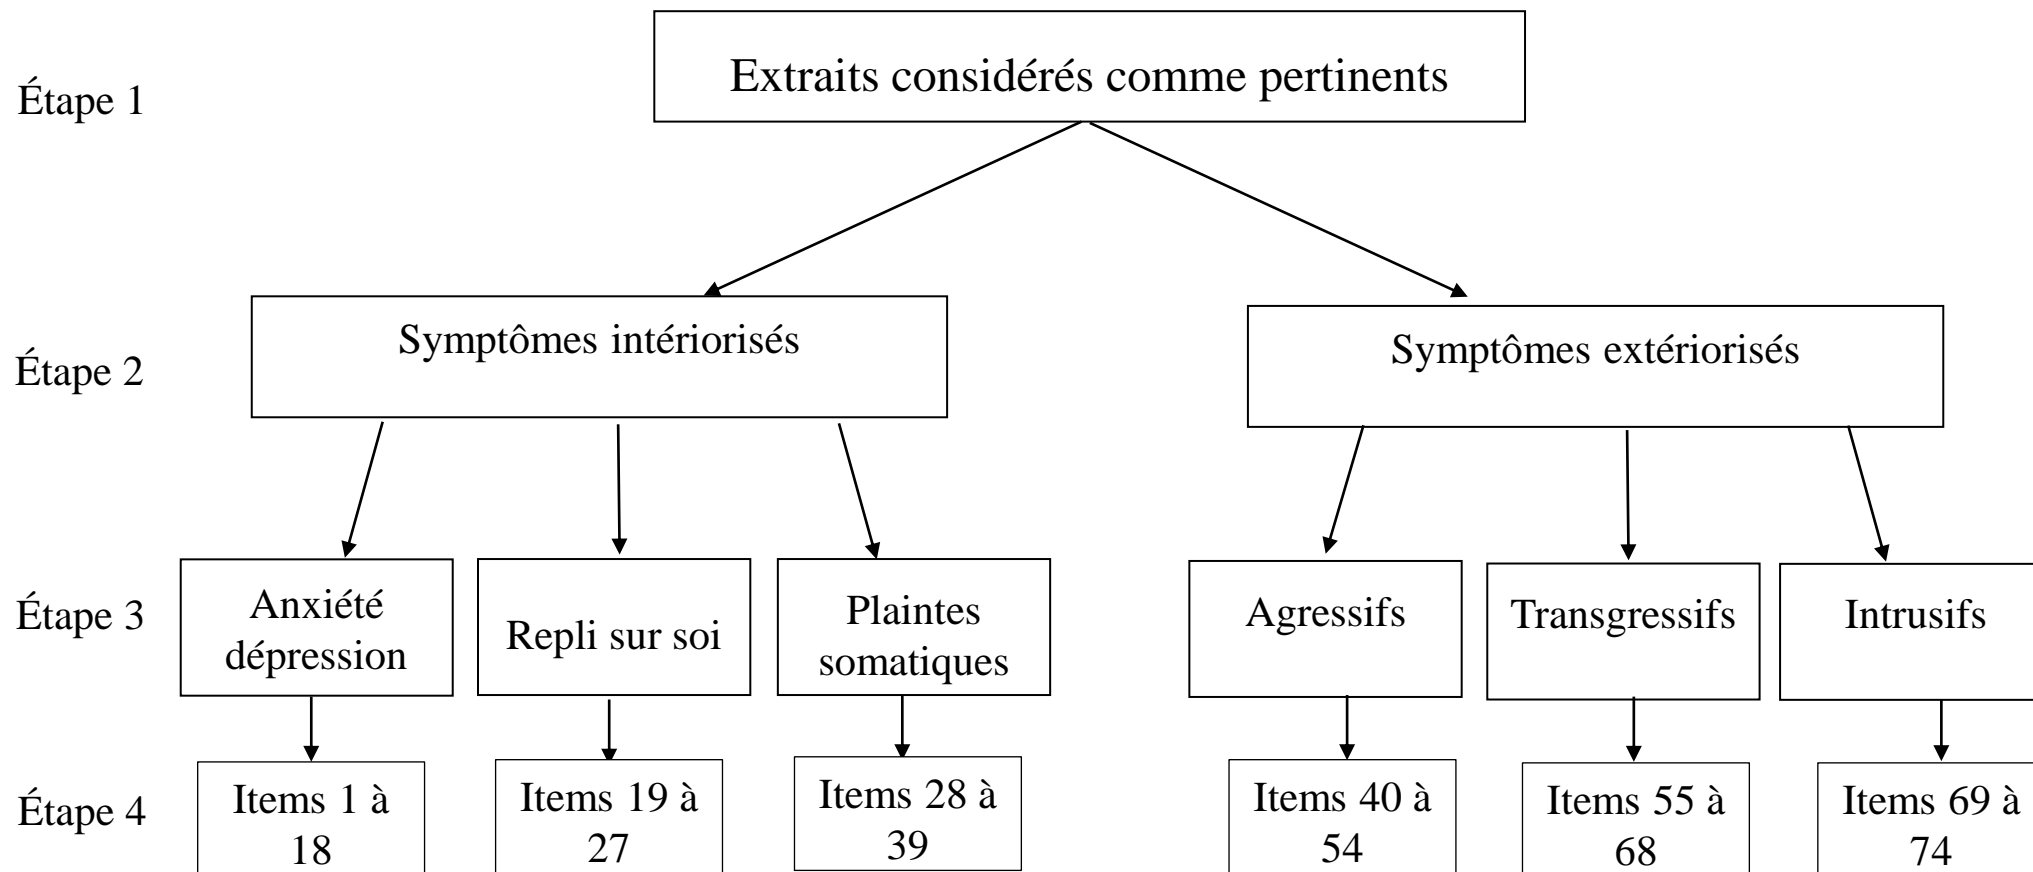 Étape 1
Extraits considérés comme pertinents
Étape 2
Symptômes intériorisés
Symptômes extériorisés
Étape 3
Anxiété
dépression
Repli sur soi
Plaintes
somatiques
Agressifs
Transgressifs
Intrusifs
Étape 4
Items 1 à
18
Items 19 à
27
Items 28 à
39
Items 40 à
54
Items 55 à
68
Items 69 à
74